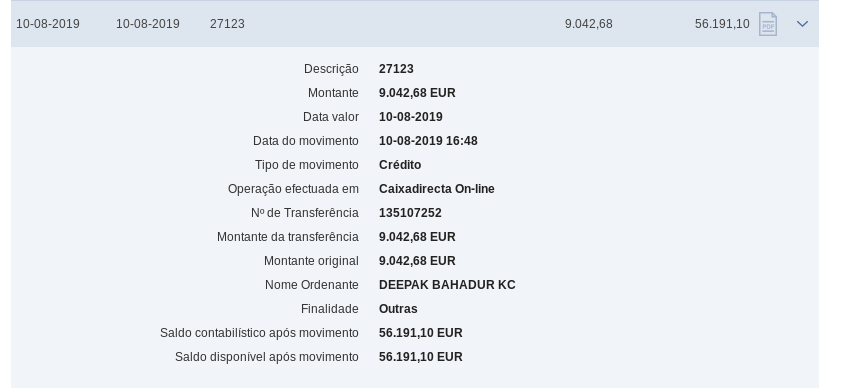 10-08-2019 10-08-2019 27123 9.042,68 56.191,10 PDF
Descrição 27123
Montante 9.042,68 EUR
Data valor 10-08-2019
Data do movimento 10-08-2019 16:48
Tipo de movimento Crédito
Operação efectuada em Caixadirecta On-line
Nº de Transferência 135107252
Montante da transferência 9.042,68 EUR
Montante original 9.042,68 EUR
Nome Ordenante DEEPAK BAHADUR KC
Finalidade Outras
Saldo contabilístico após movimento 56.191,10 EUR
Saldo disponível após movimento 56.191,10 EUR